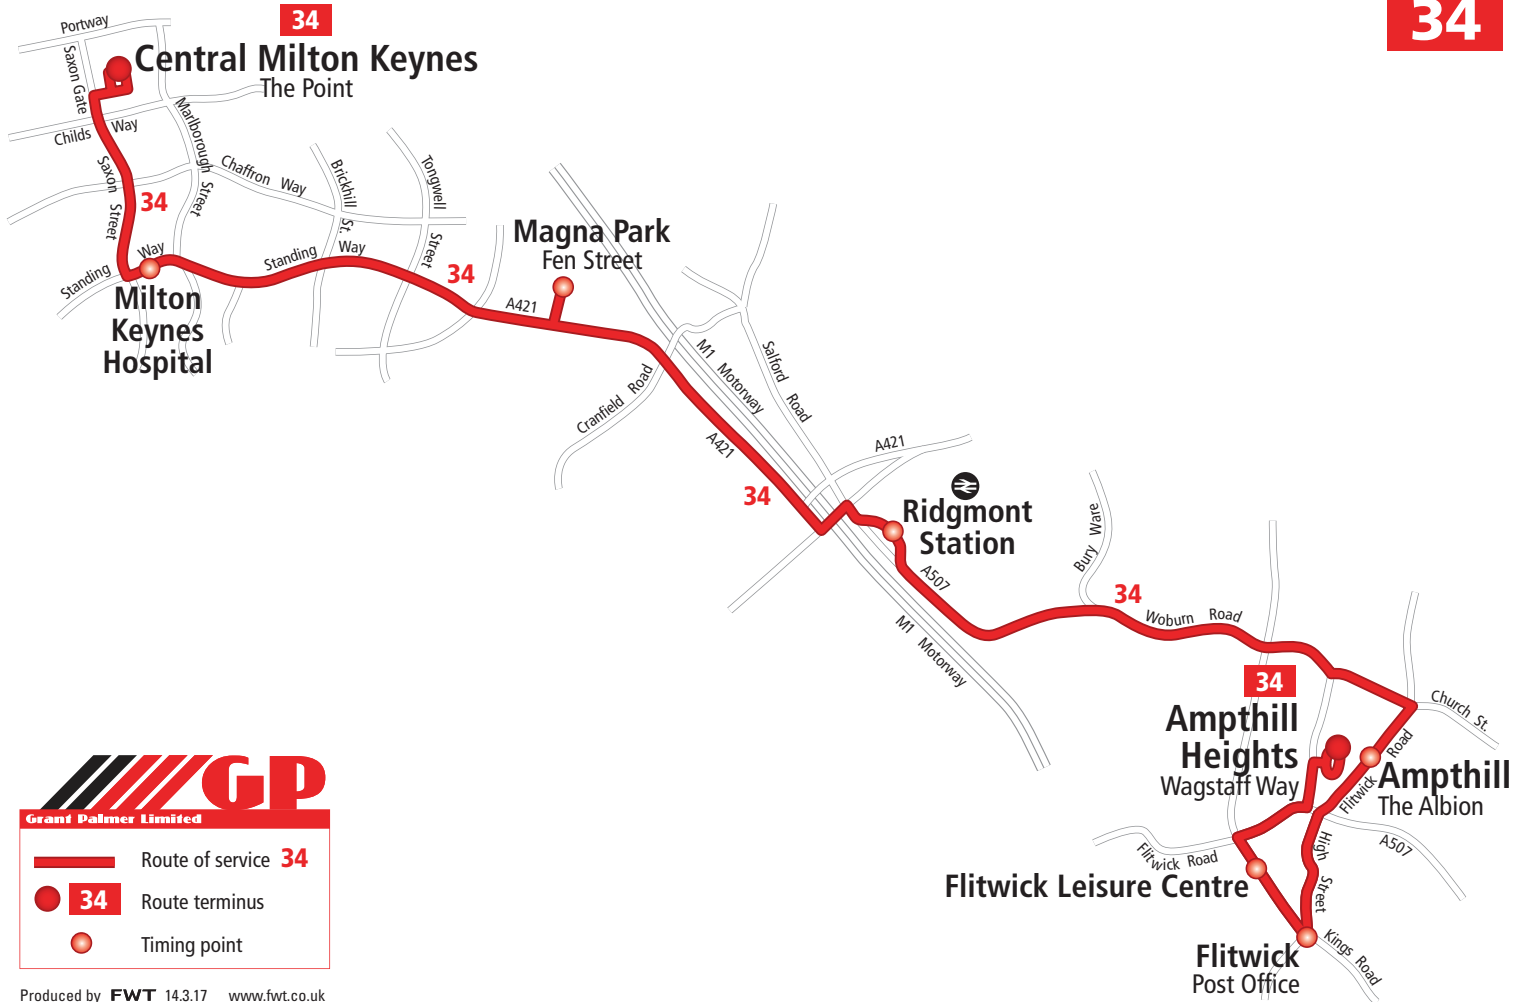 34
34
Portway
Saxon Gate
Central Milton Keynes
The Point
Childs Way
Marlborough Street
Saxon Street
34
Chaffron Way
Brickhill St.
Tongwell Street
Standing Way
Standing Way
Milton
Keynes
Hospital
34
Magna Park
Fen Street
A421
Cranfield Road
M1 Motorway
Salford Road
A421
34
A421
Ridgmont
Station
A507
M1 Motorway
Bury Ware
34
Woburn Road
34
Ampthill
Heights
Wagstaff Way
Church St.
Flitwick Road
Ampthill
The Albion
A507
High Street
Flitwick Road
Flitwick Leisure Centre
Kings Road
Flitwick
Post Office
GP
Grant Palmer Limited
Route of service 34
34 Route terminus
Timing point
Produced by FWT 14.3.17 www.fwt.co.uk